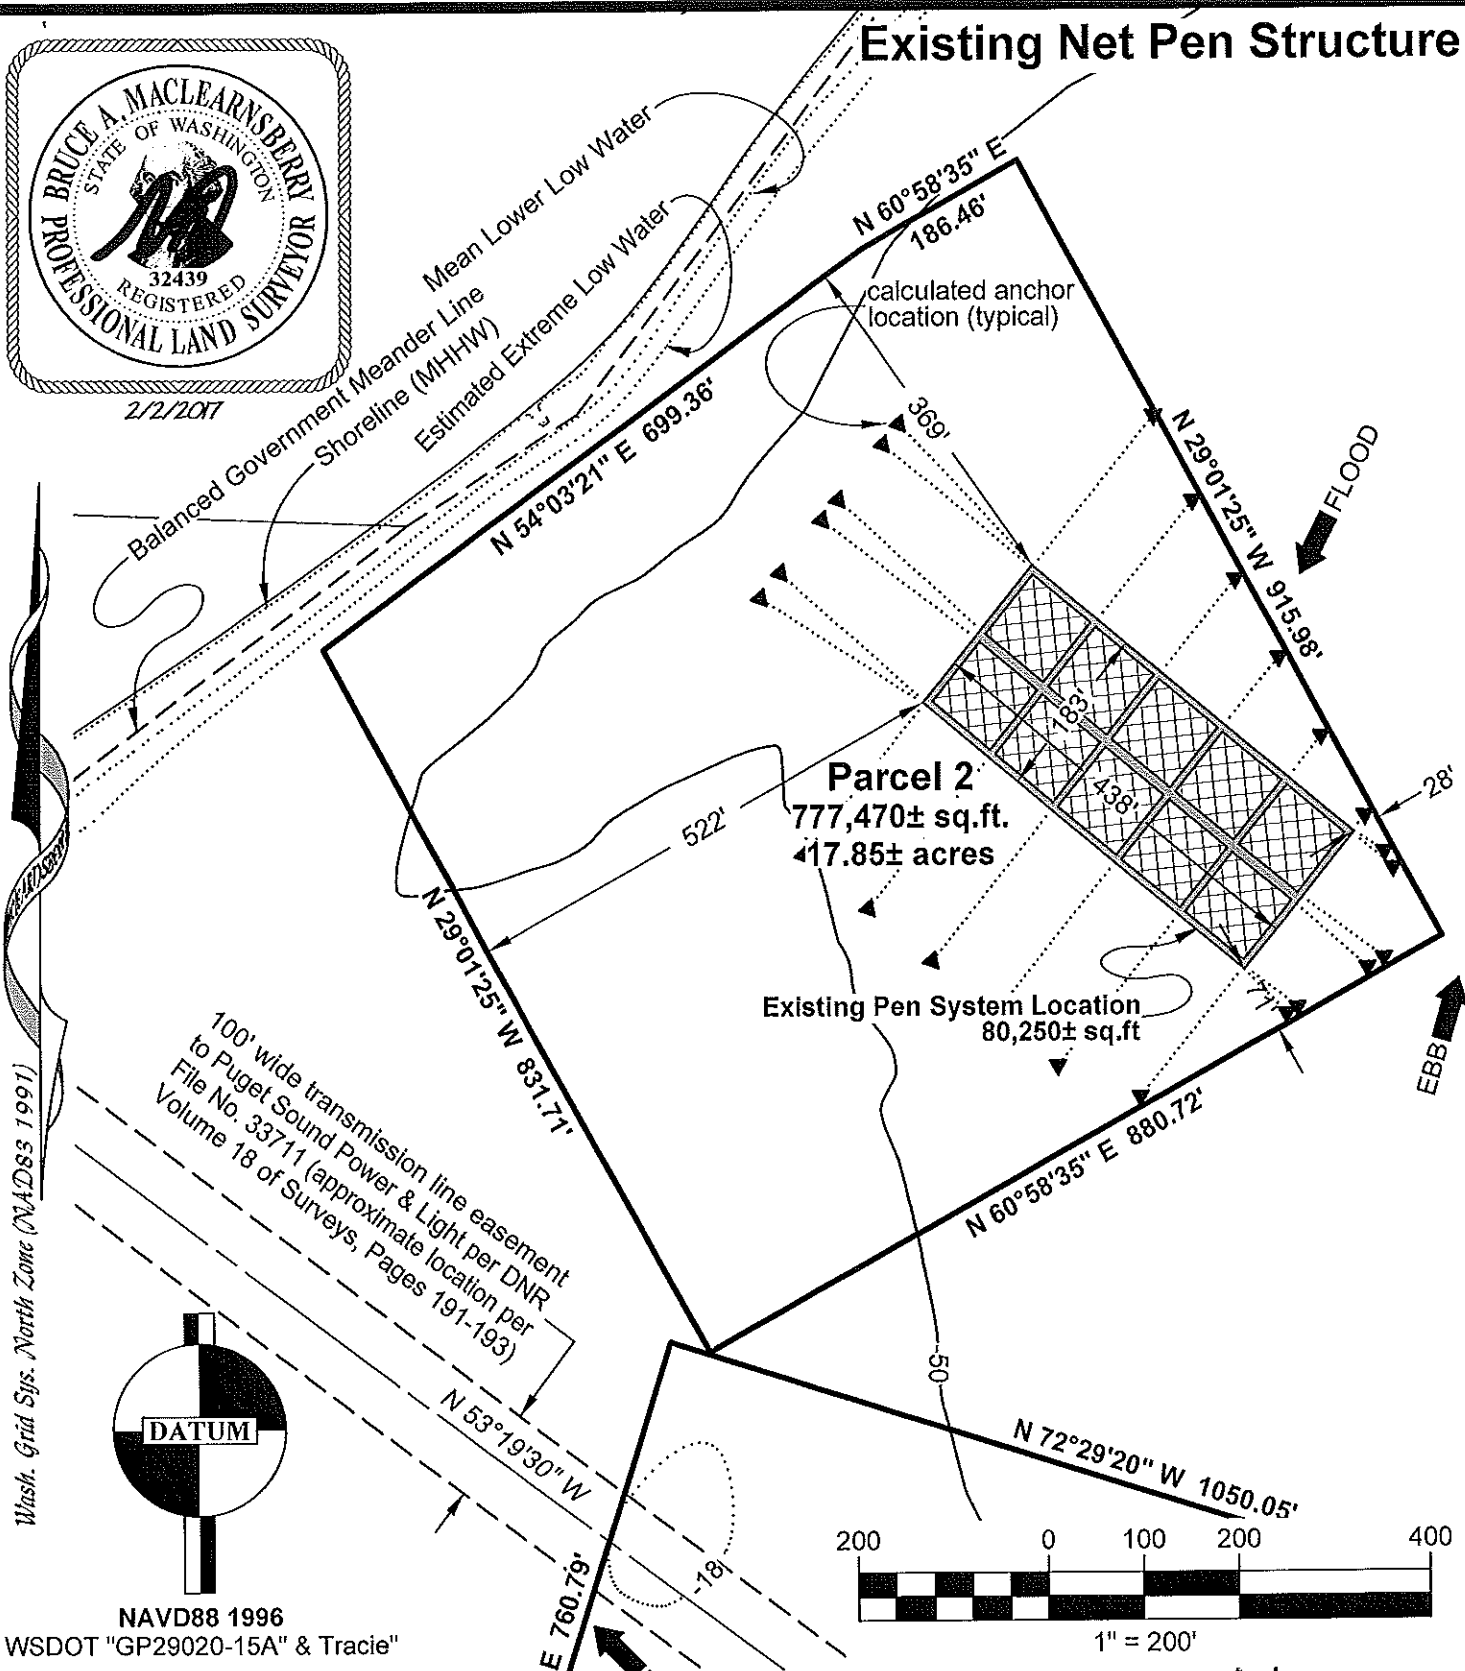 Existing Net Pen Structure
BRUCE A. MACLEARNSBERRY
STATE OF WASHINGTON
32439
REGISTERED
PROFESSIONAL LAND SURVEYOR
2/2/2017
Mean Lower Low Water
Balanced Government Meander Line
Shoreline (MHHW)
Estimated Extreme Low Water
N 60°58'35" E
186.46'
calculated anchor
location (typical)
N 54°03'21" E 699.36'
369'
N 29°01'25" W 915.98'
FLOOD
183'
438'
28'
Parcel 2
777,470± sq.ft.
17.85± acres
522'
N 29°01'25" W 831.71'
Existing Pen System Location
80,250± sq.ft
71'
EBB
N 60°58'35" E 880.72'
100' wide transmission line easement
to Puget Sound Power & Light per DNR
File No. 33711 (approximate location per
Volume 18 of Surveys, Pages 191-193)
Wash. Grid Sys. North Zone (NAD83 1991)
-50
N 53°19'30" W
N 72°29'20" W 1050.05'
-18
E 760.79'
DATUM
NAVD88 1996
WSDOT "GP29020-15A" & Tracie"
200 0 100 200 400
1" = 200'